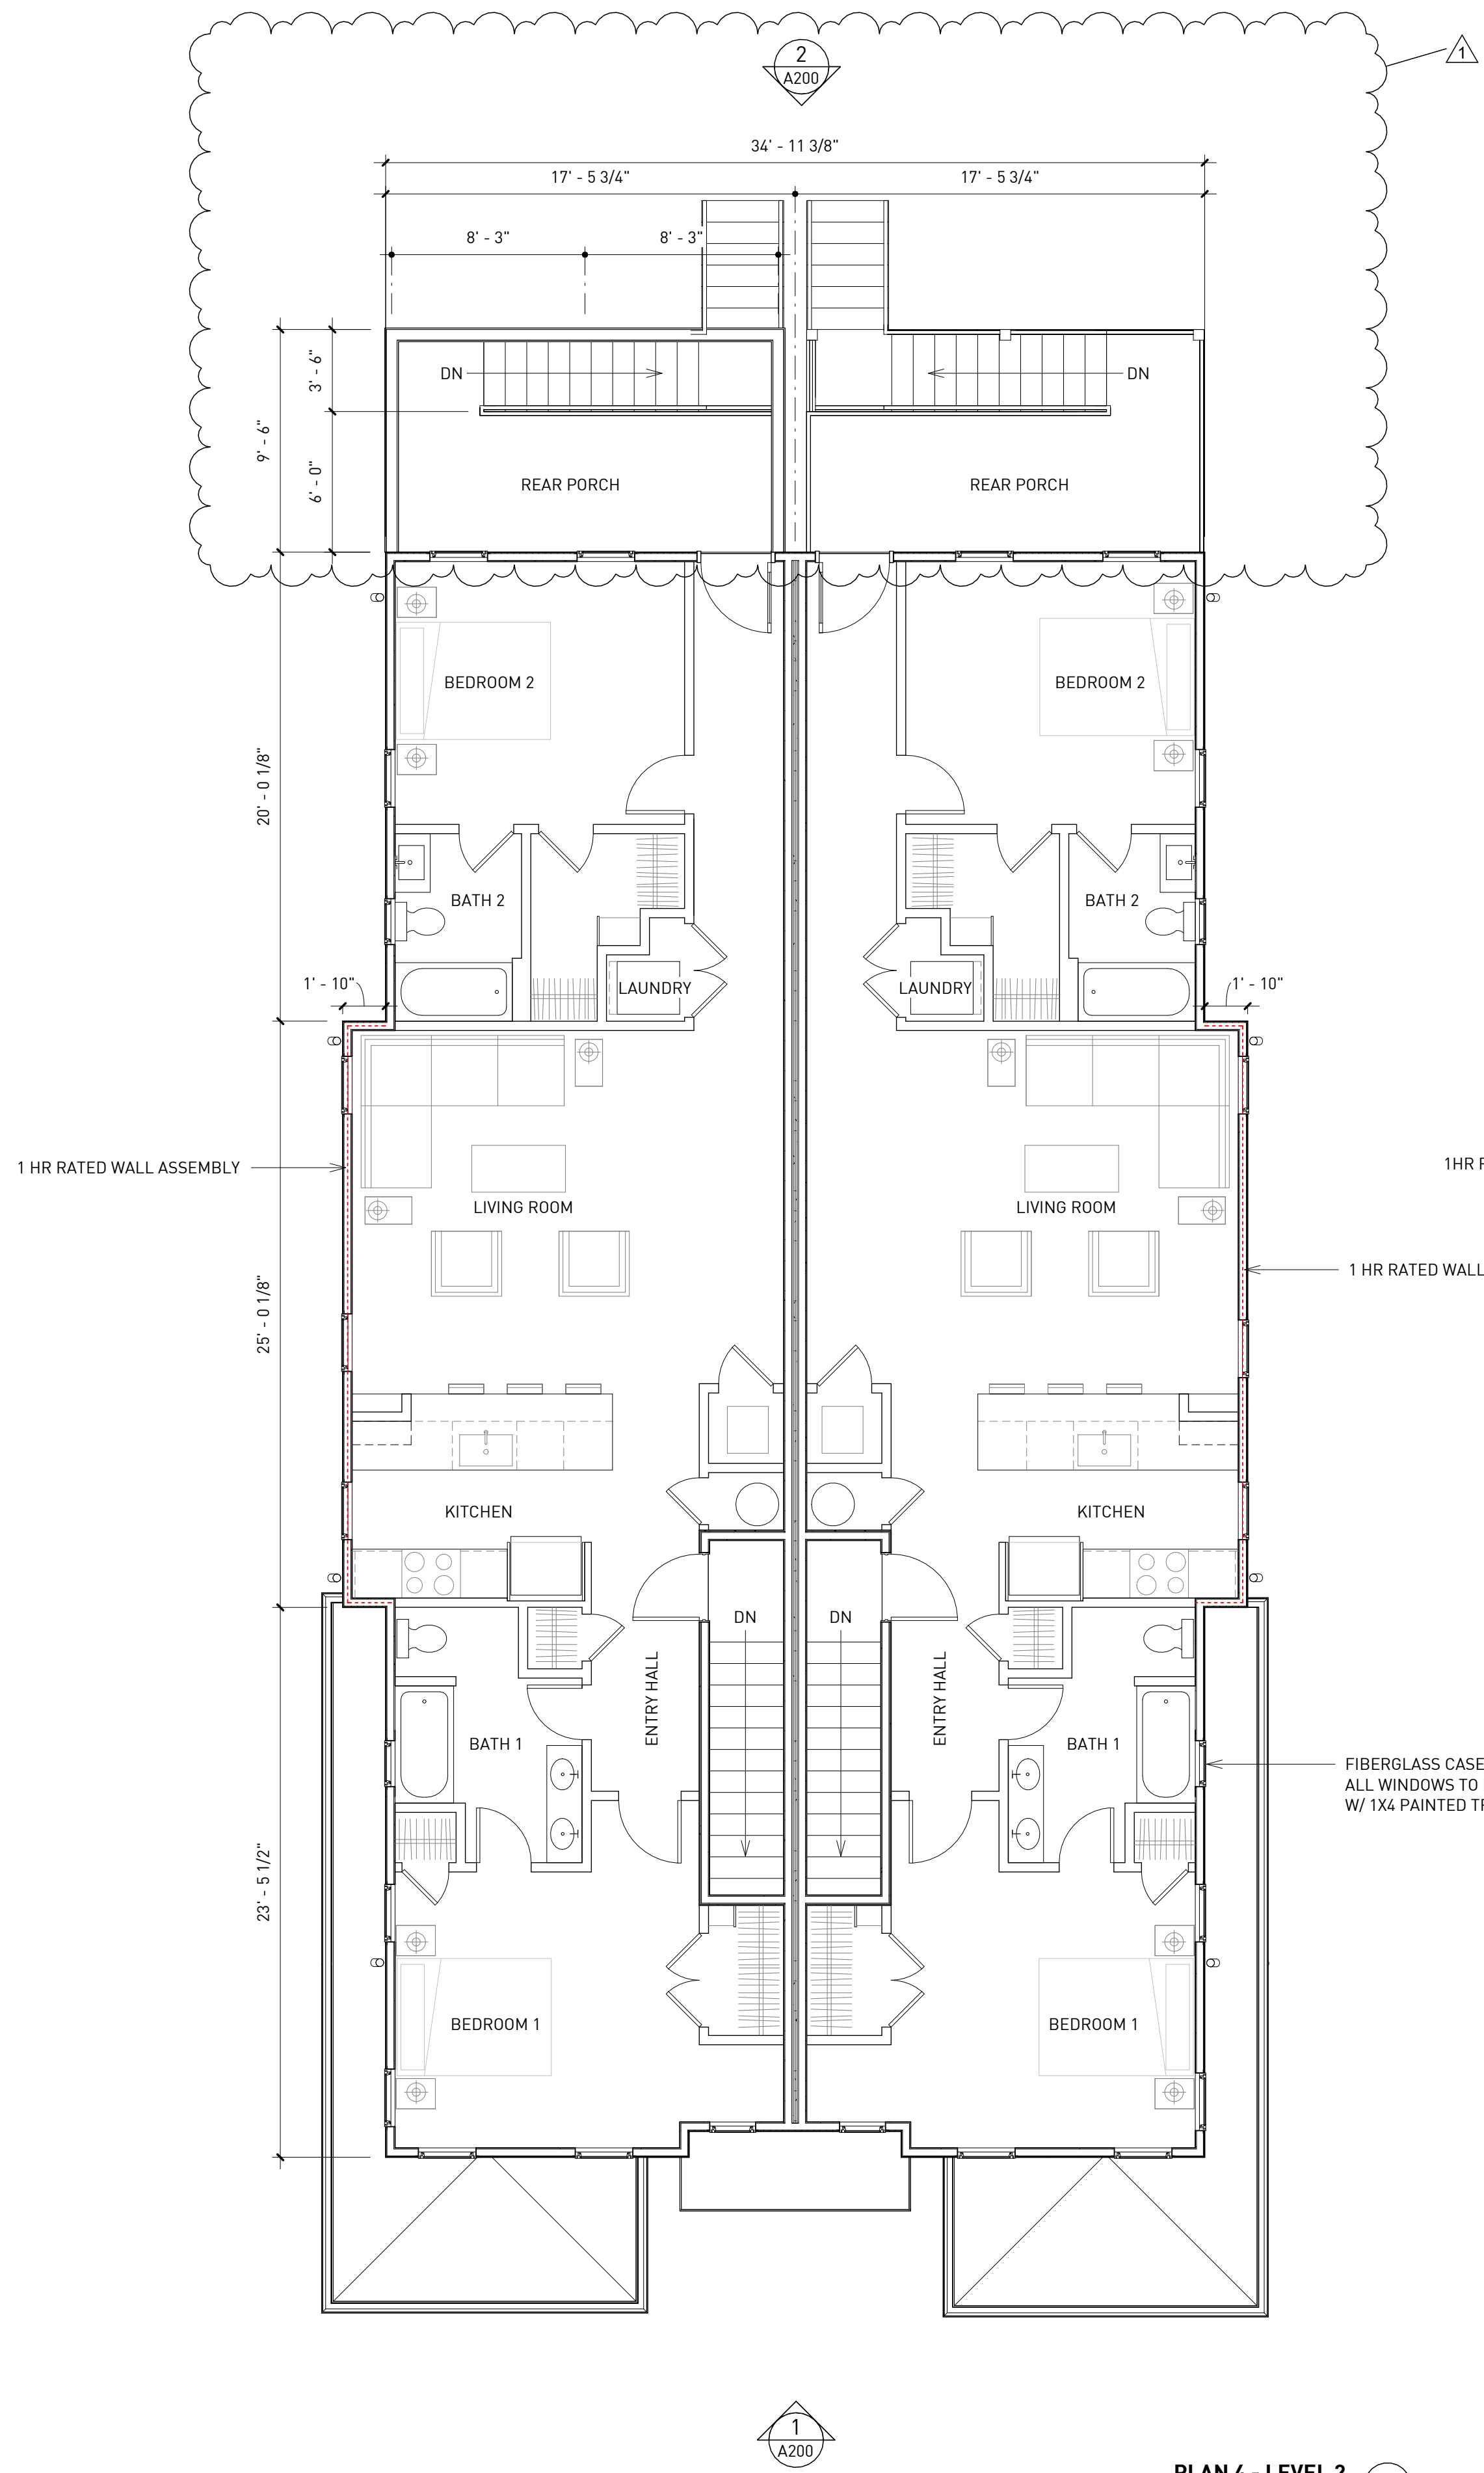 1
2
A200
34' - 11 3/8"
17' - 5 3/4"
17' - 5 3/4"
8' - 3"
8' - 3"
3' - 6"
DN
DN
9' - 6"
6' - 0"
REAR PORCH
REAR PORCH
BEDROOM 2
BEDROOM 2
20' - 0 1/8"
BATH 2
BATH 2
1' - 10"
LAUNDRY
LAUNDRY
1' - 10"
1 HR RATED WALL ASSEMBLY
1HR
LIVING ROOM
LIVING ROOM
1 HR RATED WALL
25' - 0 1/8"
KITCHEN
KITCHEN
DN
DN
ENTRY HALL
ENTRY HALL
BATH 1
BATH 1
FIBERGLASS CASE
ALL WINDOWS TO
W/ 1X4 PAINTED
23' - 5 1/2"
BEDROOM 1
BEDROOM 1
1
A200
PLAN 4 - LEVEL 2